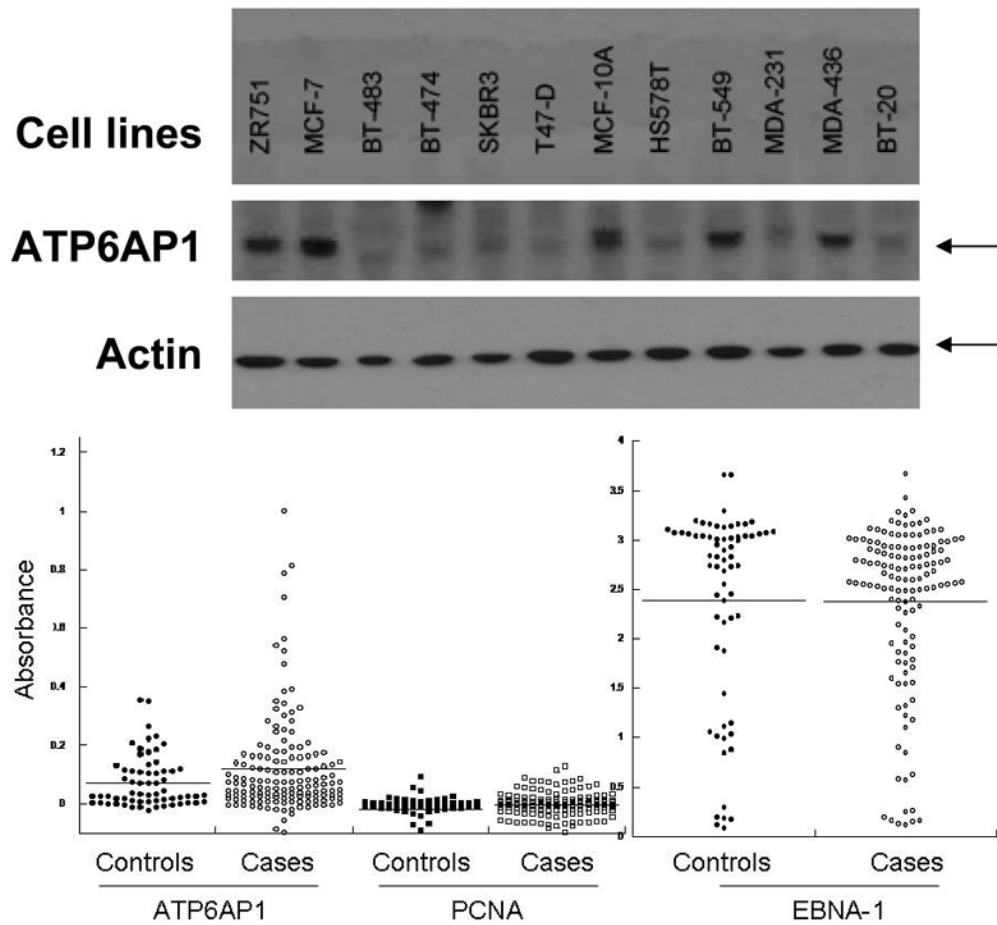 Cell lines
ZR751 MCF-7 BT-483 BT-474 SKBR3 T47-D MCF-10A HS578T BT-549 MDA-231 MDA-436 BT-20
ATP6AP1
Actin
Absorbance
1.2
1
0.8
0.6
0.4
0.2
0
4
3.5
3
2.5
2
1.5
1
0.5
0
Controls Cases Controls Cases Controls Cases
ATP6AP1 PCNA EBNA-1